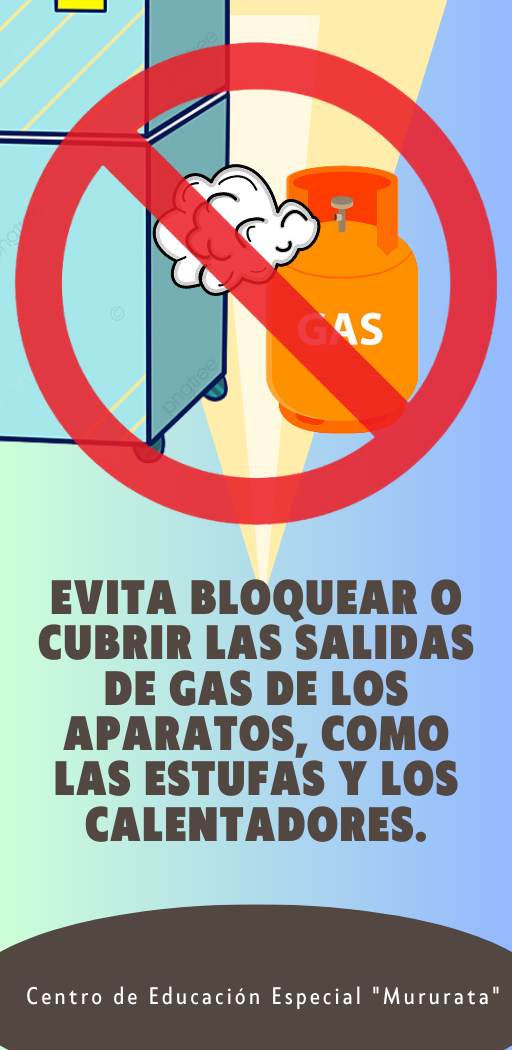 GAS
EVITA BLOQUEAR O
CUBRIR LAS SALIDAS
DE GAS DE LOS
APARATOS, COMO
LAS ESTUFAS Y LOS
CALENTADORES.
Centro de Educación Especial "Mururata"